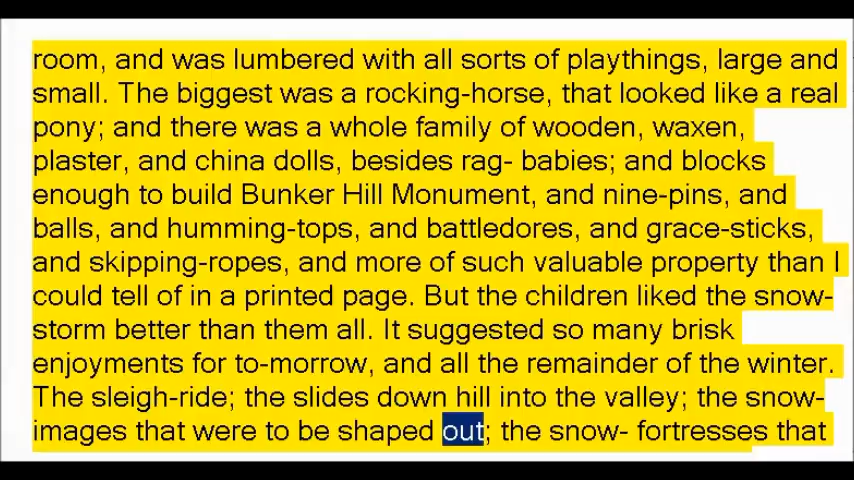 room, and was lumbered with all sorts of playthings, large and
small. The biggest was a rocking-horse, that looked like a real
pony; and there was a whole family of wooden, waxen,
plaster, and china dolls, besides rag- babies; and blocks
enough to build Bunker Hill Monument, and nine-pins, and
balls, and humming-tops, and battledores, and grace-sticks,
and skipping-ropes, and more of such valuable property than I
could tell of in a printed page. But the children liked the snow-
storm better than them all. It suggested so many brisk
enjoyments for to-morrow, and all the remainder of the winter.
The sleigh-ride; the slides down hill into the valley; the snow-
images that were to be shaped out; the snow- fortresses that